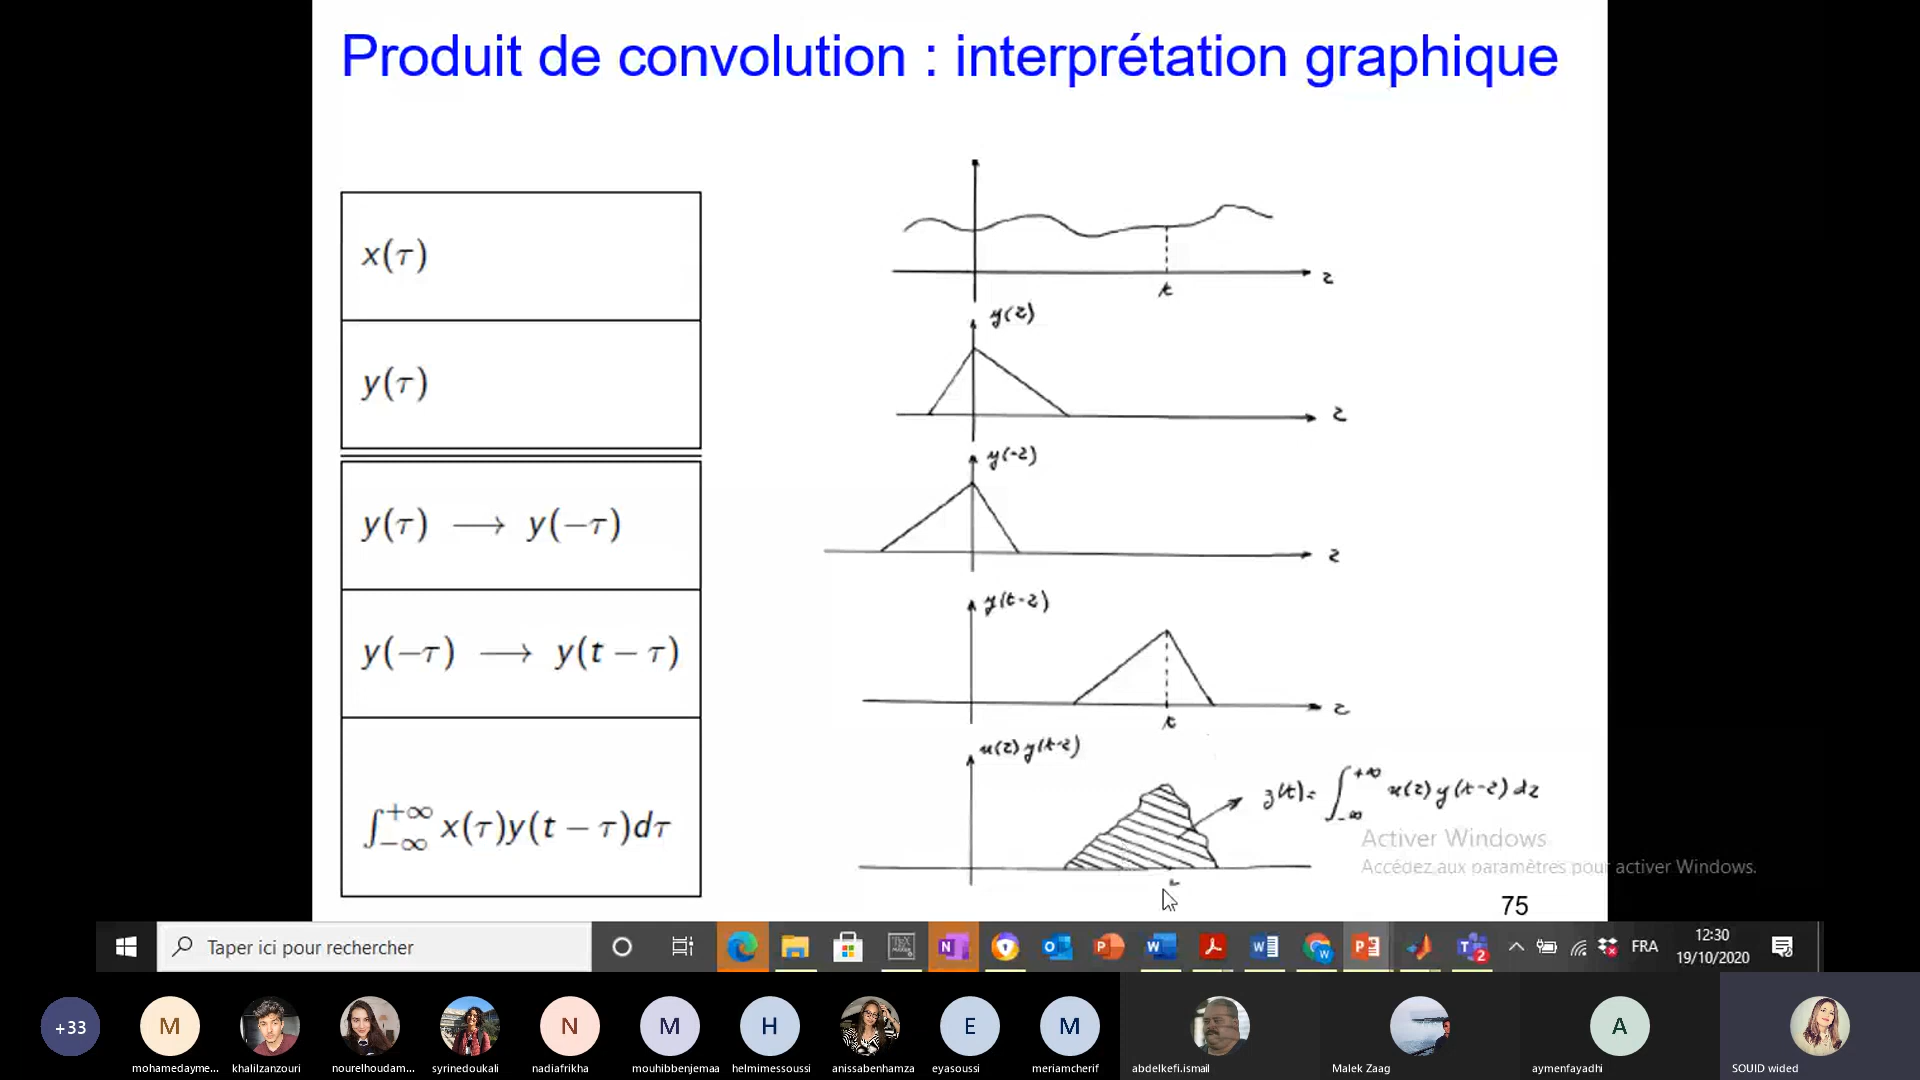 Produit de convolution : interprétation graphique
x(τ)
τ
t
y(τ)
y(τ)
τ
y(τ) ⟶ y(−τ)
y(-τ)
τ
y(−τ) ⟶ y(t − τ)
y(t-τ)
τ
t
∫_{−∞}^{+∞} x(τ)y(t − τ)dτ
x(τ) y(t-τ)
z(t) = ∫_{-∞}^{+∞} x(τ) y(t-τ) dτ
Activer Windows
Accédez aux paramètres pour activer Windows.
75
Taper ici pour rechercher
FRA
12:30
19/10/2020
2
+33
M
N
M
H
E
M
A
mohamedayme...
khalilzanzouri
nourelhoudam...
syrinedoukali
nadiafrikha
mouhibbenjemaa
helmimessoussi
anissabenhamza
eyasoussi
meriamcherif
abdelkefi.ismail
Malek Zaag
aymenfayadhi
SOUID wided